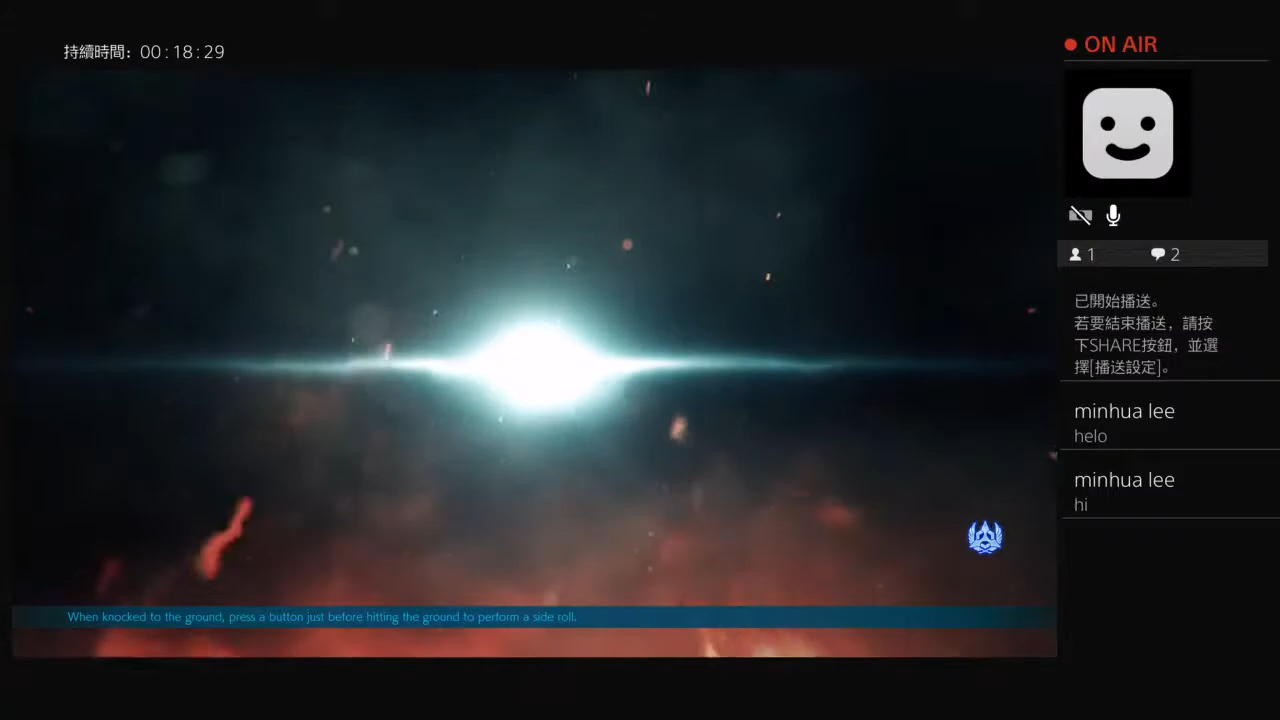 持續時間: 00:18:29
ON AIR
1
2
已開始播送。
若要結束播送，請按
下SHARE按鈕，並選
擇[播送設定]。
minhua lee
helo
minhua lee
hi
When knocked to the ground, press a button just before hitting the ground to perform a side roll.